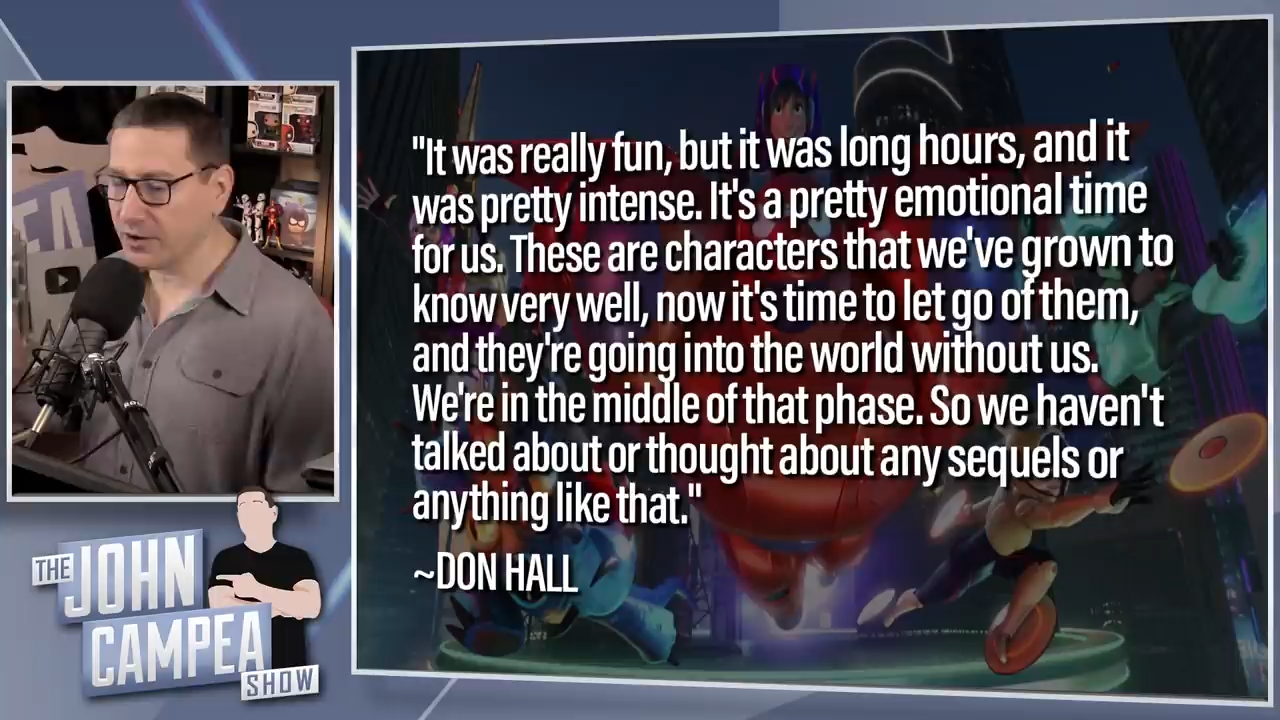 "It was really fun, but it was long hours, and it
was pretty intense. It's a pretty emotional time
for us. These are characters that we've grown to
know very well, now it's time to let go of them,
and they're going into the world without us.
We're in the middle of that phase. So we haven't
talked about or thought about any sequels or
anything like that."
~DON HALL
THE
JOHN
CAMPEA
SHOW